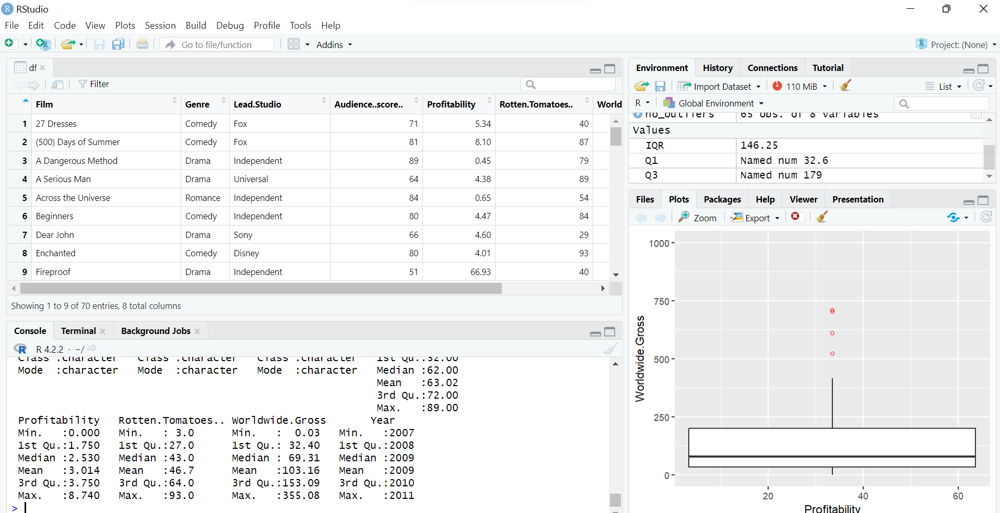 RStudio
File Edit Code View Plots Session Build Debug Profile Tools Help
Go to file/function Addins Project: (None)
df
Filter
Film Genre Lead.Studio Audience..score.. Profitability Rotten.Tomatoes.. World
1 27 Dresses Comedy Fox 71 5.34 40
2 (500) Days of Summer Comedy Fox 81 8.10 87
3 A Dangerous Method Drama Independent 89 0.45 79
4 A Serious Man Drama Universal 64 4.38 89
5 Across the Universe Romance Independent 84 0.65 54
6 Beginners Comedy Independent 80 4.47 84
7 Dear John Drama Sony 66 4.60 29
8 Enchanted Comedy Disney 80 4.01 93
9 Fireproof Drama Independent 51 66.93 40
Showing 1 to 9 of 70 entries, 8 total columns
Console Terminal Background Jobs
R 4.2.2 · ~/
Class :character Class :character Class :character 1st Qu.:52.00
Mode :character Mode :character Mode :character Median :62.00
Mean :63.02
3rd Qu.:72.00
Max. :89.00
Profitability Rotten.Tomatoes.. Worldwide.Gross Year
Min. :0.000 Min. : 3.0 Min. : 0.03 Min. :2007
1st Qu.:1.750 1st Qu.:27.0 1st Qu.: 32.40 1st Qu.:2008
Median :2.530 Median :43.0 Median : 69.31 Median :2009
Mean :3.014 Mean :46.7 Mean :103.16 Mean :2009
3rd Qu.:3.750 3rd Qu.:64.0 3rd Qu.:153.09 3rd Qu.:2010
Max. :8.740 Max. :93.0 Max. :355.08 Max. :2011
>
Environment History Connections Tutorial
Import Dataset 110 MiB List
R Global Environment
no_outliers 65 obs. of 8 variables
Values
IQR 146.25
Q1 Named num 32.6
Q3 Named num 179
Files Plots Packages Help Viewer Presentation
Zoom Export
1000
750
500
250
0
Worldwide.Gross
20 40 60
Profitability